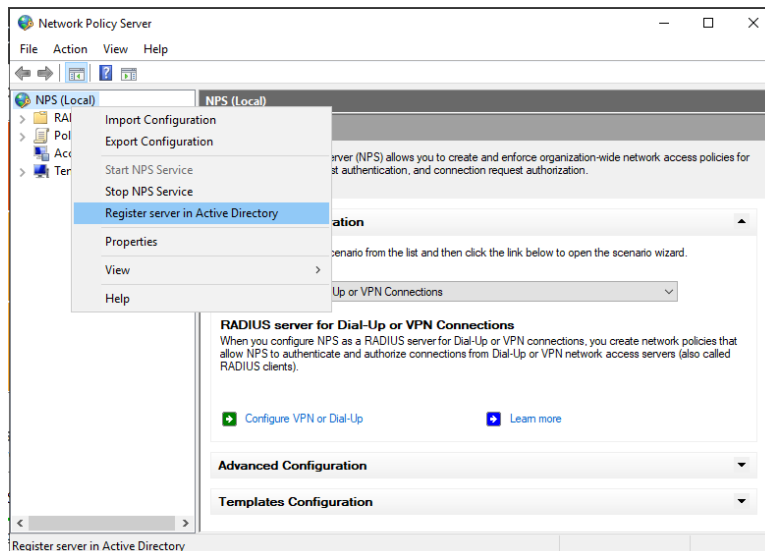 Network Policy Server
File Action View Help
NPS (Local)
NPS (Local)
RAI
Import Configuration
Pol
Export Configuration
Acc
erver (NPS) allows you to create and enforce organization-wide network access policies for
Ter
Start NPS Service
st authentication, and connection request authorization.
Stop NPS Service
Register server in Active Directory
ation
Properties
cenario from the list and then click the link below to open the scenario wizard.
View
Up or VPN Connections
Help
RADIUS server for Dial-Up or VPN Connections
When you configure NPS as a RADIUS server for Dial-Up or VPN connections, you create network policies that
allow NPS to authenticate and authorize connections from Dial-Up or VPN network access servers (also called
RADIUS clients).
Configure VPN or Dial-Up
Learn more
Advanced Configuration
Templates Configuration
Register server in Active Directory